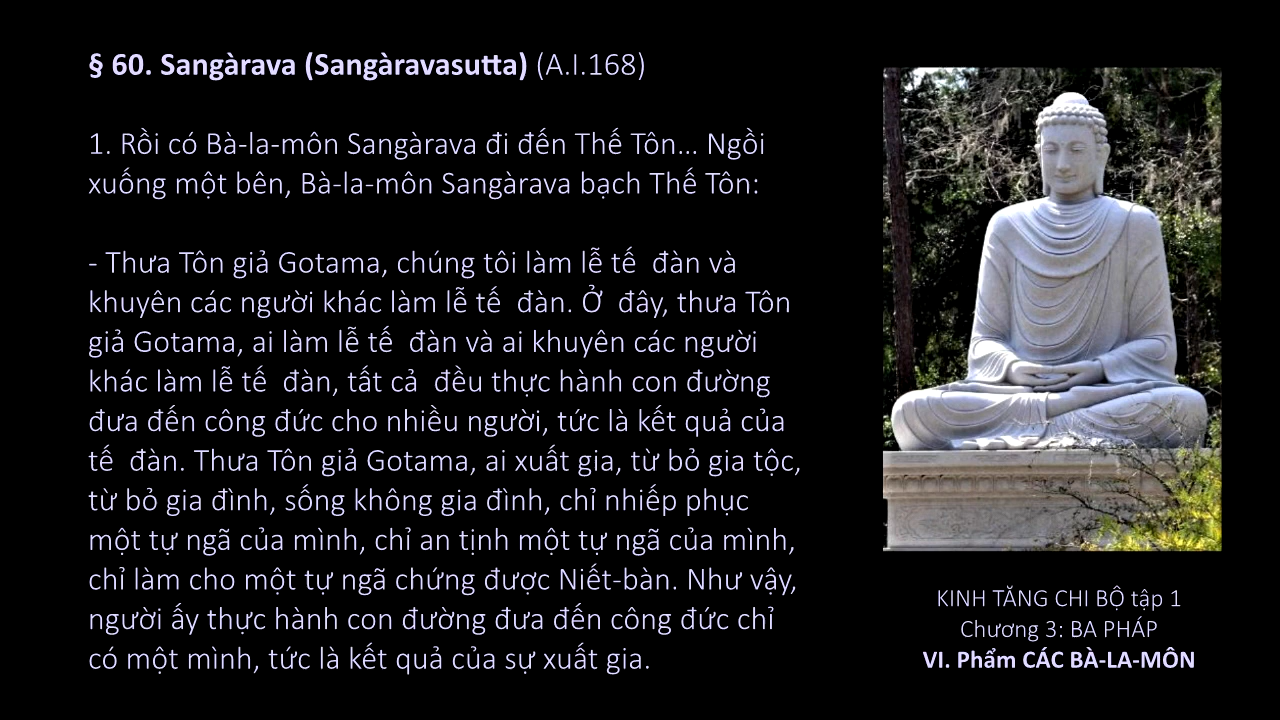 § 60. Sangàrava (Sangàravasutta) (A.I.168)
1. Rồi có Bà-la-môn Sangàrava đi đến Thế Tôn... Ngồi
xuống một bên, Bà-la-môn Sangàrava bạch Thế Tôn:
- Thưa Tôn giả Gotama, chúng tôi làm lễ tế  đàn và
khuyên các người khác làm lễ tế  đàn. Ở  đây, thưa Tôn
giả Gotama, ai làm lễ tế  đàn và ai khuyên các người
khác làm lễ tế  đàn, tất cả  đều thực hành con đường
đưa đến công đức cho nhiều người, tức là kết quả của
tế  đàn. Thưa Tôn giả Gotama, ai xuất gia, từ bỏ gia tộc,
từ bỏ gia đình, sống không gia đình, chỉ nhiếp phục
một tự ngã của mình, chỉ an tịnh một tự ngã của mình,
chỉ làm cho một tự ngã chứng được Niết-bàn. Như vậy,
người ấy thực hành con đường đưa đến công đức chỉ
có một mình, tức là kết quả của sự xuất gia.
KINH TĂNG CHI BỘ tập 1
Chương 3: BA PHÁP
VI. Phẩm CÁC BÀ-LA-MÔN